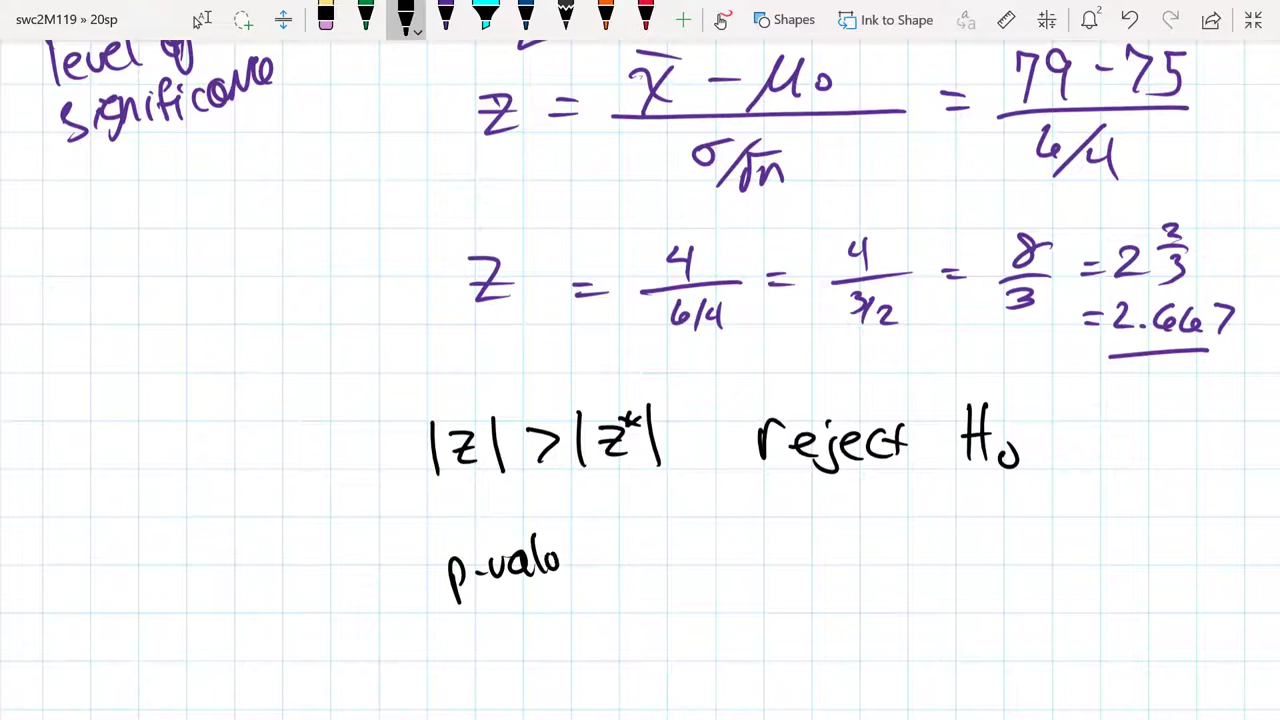 swc2M119 » 20sp
Shapes
Ink to Shape
2
level of
significance
z = x̄ - μ₀ / σ/√n = 79 - 75 / 6/4
z = 4 / 6/4 = 4 / 3/2 = 8/3 = 2 2/3
= 2.667
|z| > |z*| reject H₀
p-valu